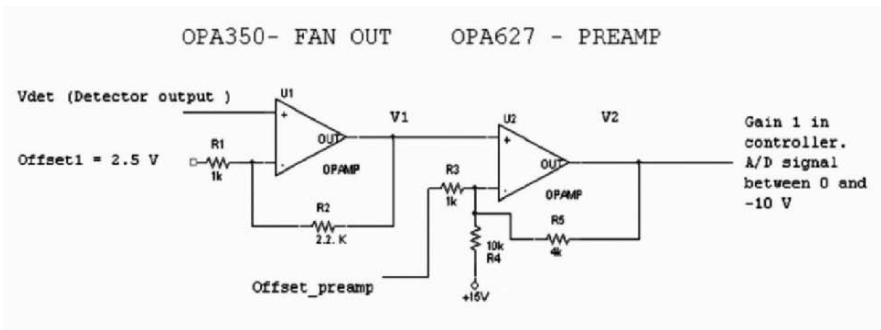 OPA350- FAN OUT OPA627 - PREAMP
Vdet (Detector output )
U1
+
-
OUT
OPAMP
V1
Offset1 = 2.5 V
R1
1k
R2
2.2. K
U2
+
-
OUT
OPAMP
V2
R3
1k
R5
4k
10k
R4
+15V
Offset_preamp
Gain 1 in
controller.
A/D signal
between 0 and
-10 V